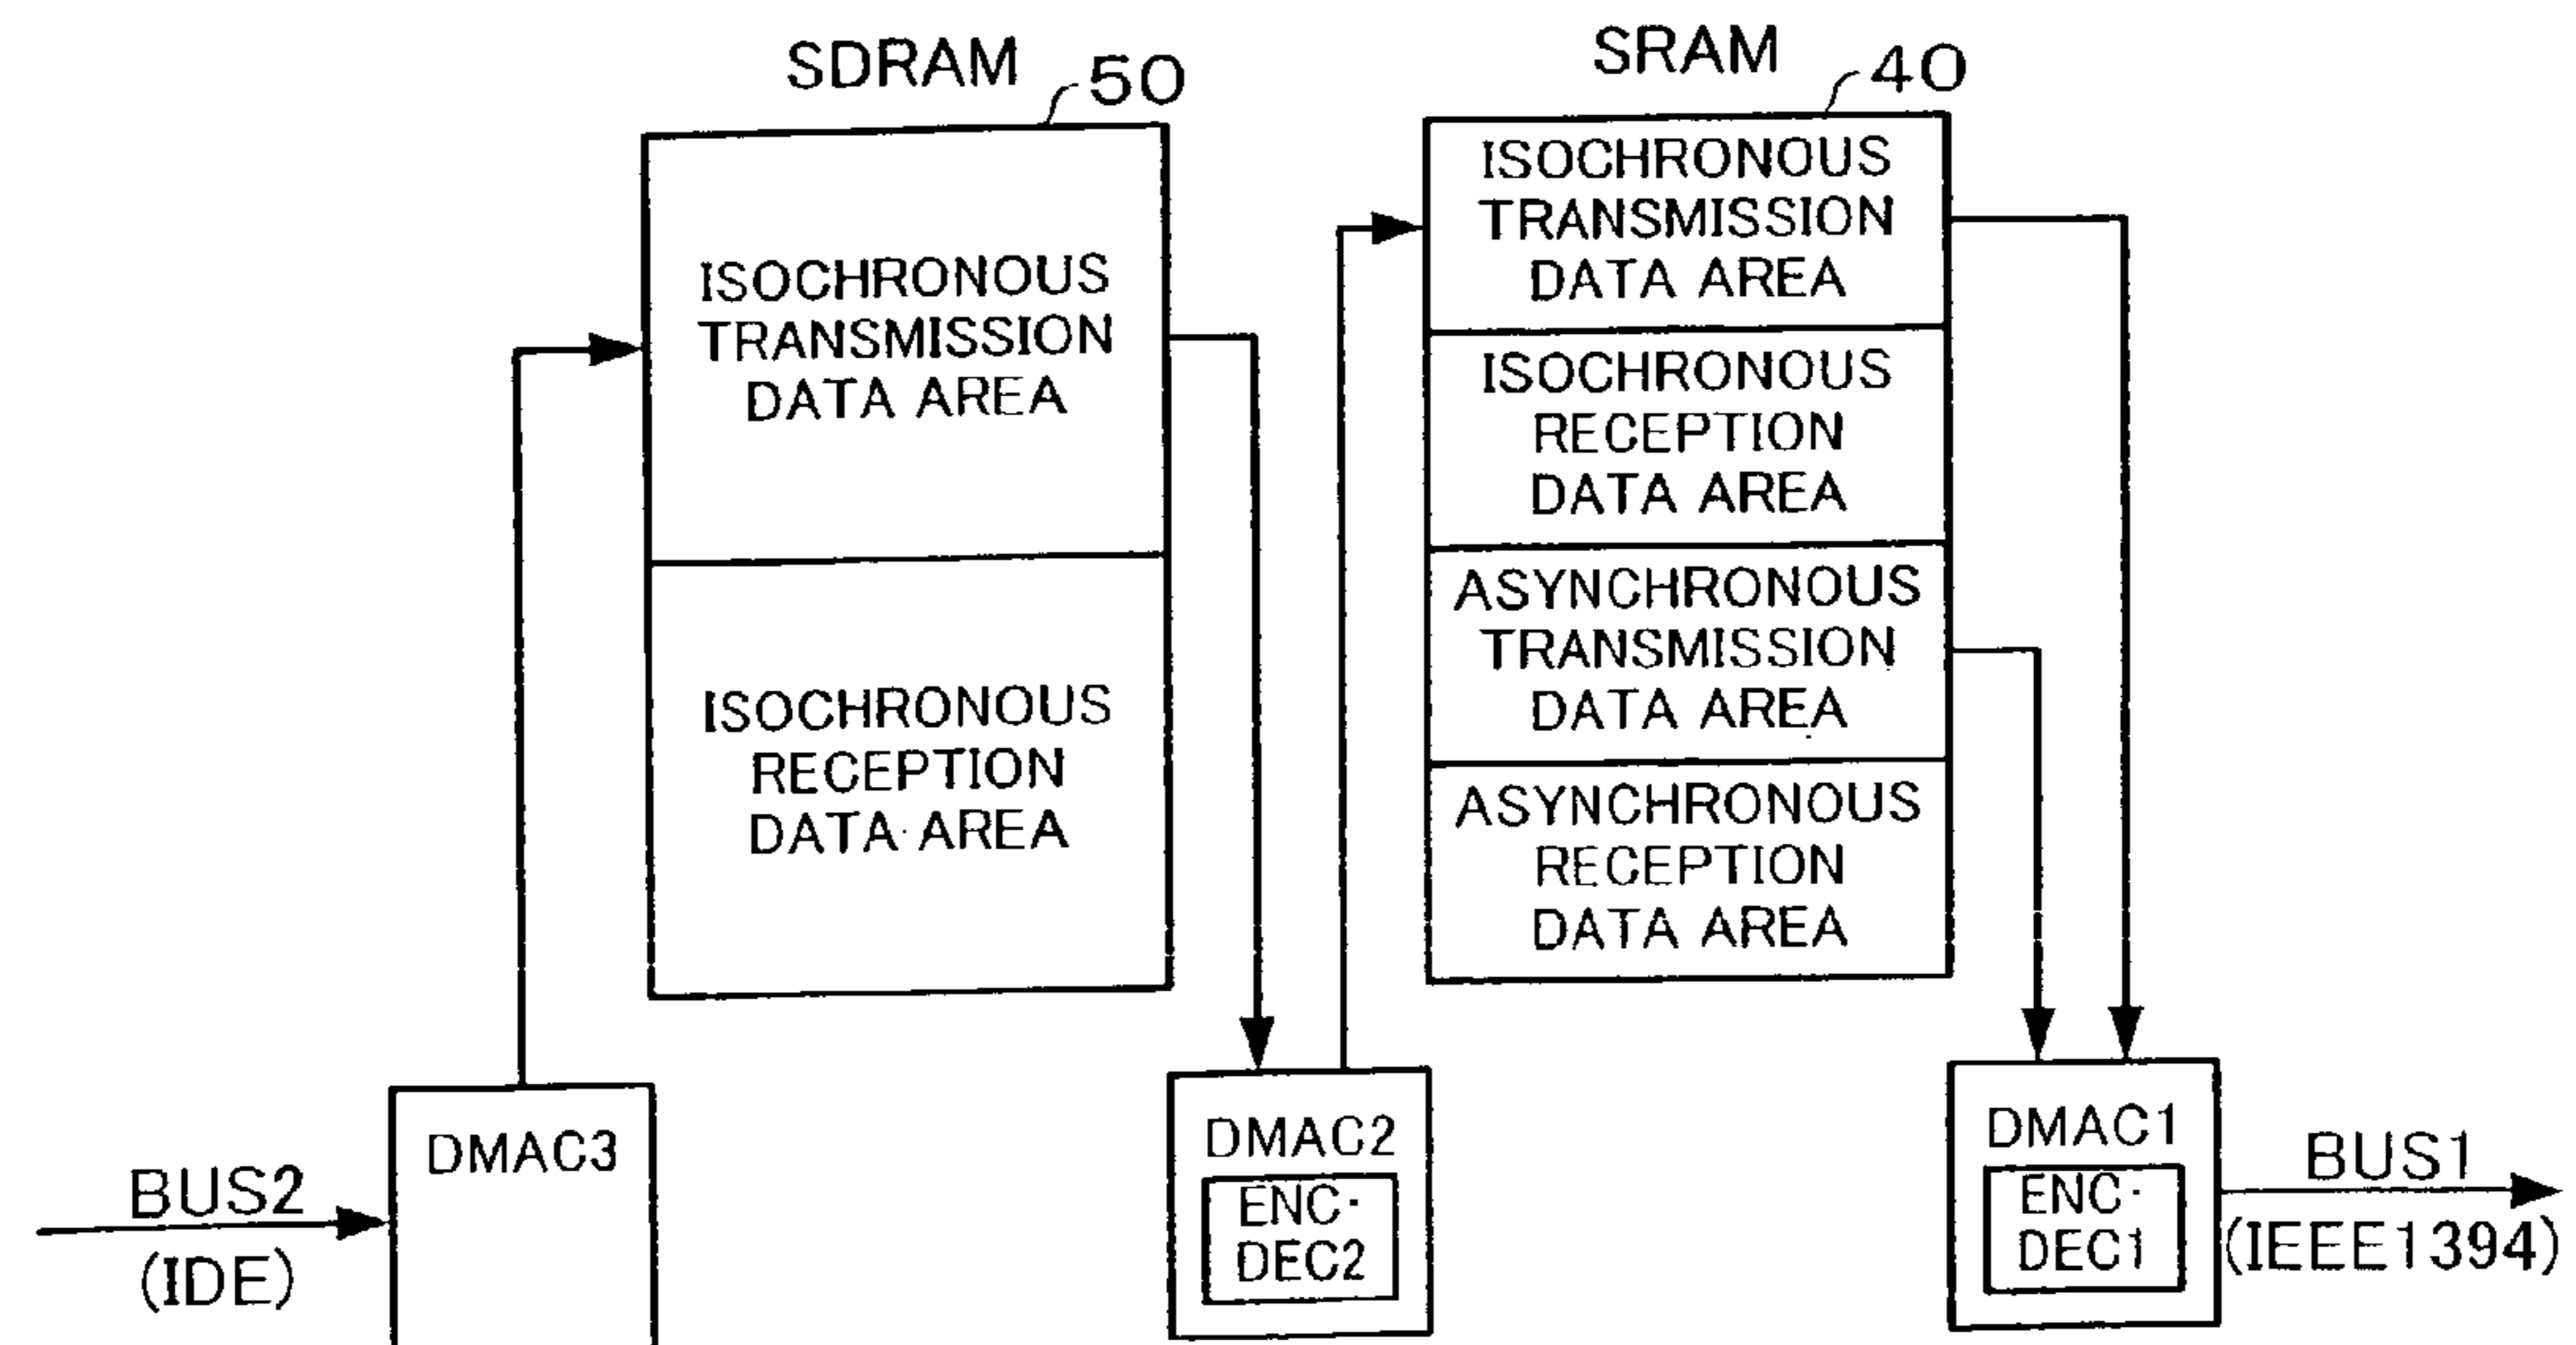 SDRAM
50
ISOCHRONOUS
TRANSMISSION
DATA AREA
ISOCHRONOUS
RECEPTION
DATA AREA
SRAM
40
ISOCHRONOUS
TRANSMISSION
DATA AREA
ISOCHRONOUS
RECEPTION
DATA AREA
ASYNCHRONOUS
TRANSMISSION
DATA AREA
ASYNCHRONOUS
RECEPTION
DATA AREA
BUS2
(IDE)
DMAC3
DMAC2
ENC·
DEC2
DMAC1
ENC·
DEC1
BUS1
(IEEE1394)